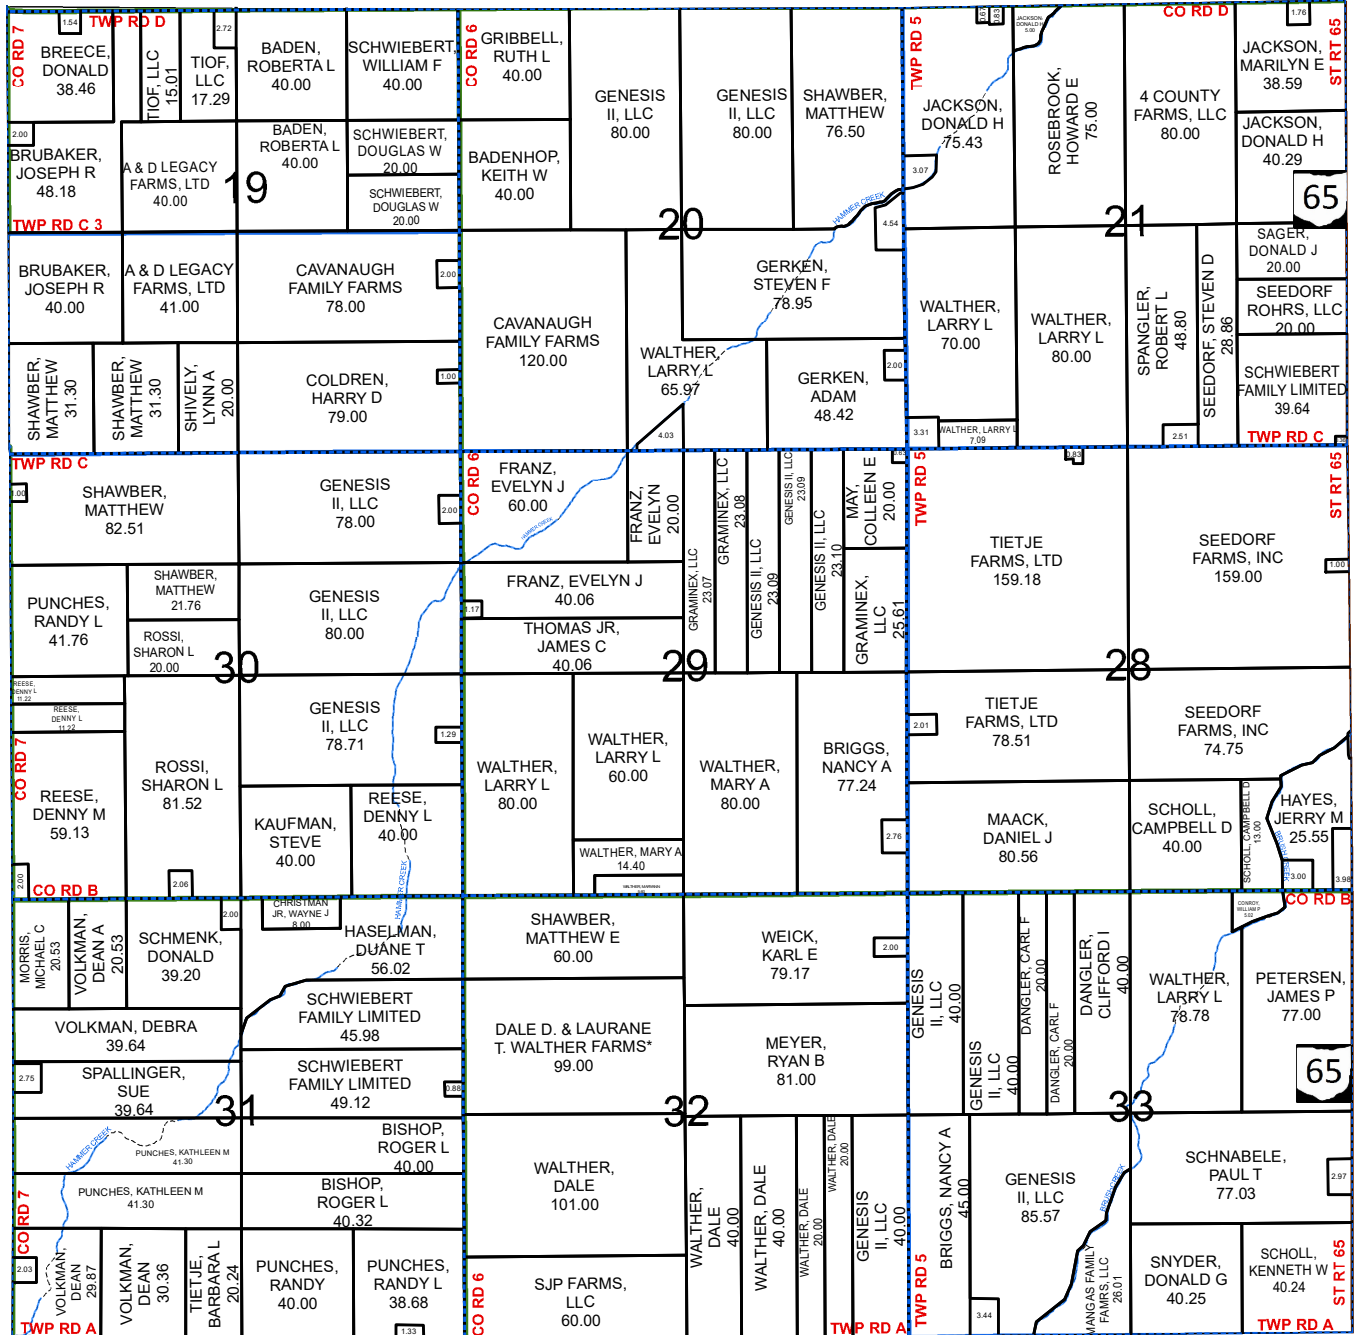 CO RD 7
1.54
TWP RD D
BREECE,
DONALD
38.46
TIOF, LLC
15.01
2.72
TIOF,
LLC
17.29
BADEN,
ROBERTA L
40.00
SCHWIEBERT,
WILLIAM F
40.00
2.00
BRUBAKER,
JOSEPH R
48.18
TWP RD C 3
A & D LEGACY
FARMS, LTD
40.00
19
BADEN,
ROBERTA L
40.00
SCHWIEBERT,
DOUGLAS W
20.00
SCHWIEBERT,
DOUGLAS W
20.00
BRUBAKER,
JOSEPH R
40.00
A & D LEGACY
FARMS, LTD
41.00
CAVANAUGH
FAMILY FARMS
78.00
2.00
SHAWBER,
MATTHEW
31.30
SHAWBER,
MATTHEW
31.30
SHIVELY,
LYNN A
20.00
COLDREN,
HARRY D
79.00
1.00
CO RD 6
GRIBBELL,
RUTH L
40.00
BADENHOP,
KEITH W
40.00
GENESIS
II, LLC
80.00
GENESIS
II, LLC
80.00
SHAWBER,
MATTHEW
76.50
HAMMER CREEK
20
4.54
CAVANAUGH
FAMILY FARMS
120.00
GERKEN,
STEVEN F
78.95
WALTHER,
LARRY L
65.97
4.03
GERKEN,
ADAM
48.42
2.00
TWP RD 5
0.67
0.83
JACKSON,
DONALD H
5.00
JACKSON,
DONALD H
75.43
3.07
ROSEBROOK,
HOWARD E
75.00
CO RD D
4 COUNTY
FARMS, LLC
80.00
1.76
JACKSON,
MARILYN E
38.59
ST RT 65
JACKSON,
DONALD H
40.29
65
21
WALTHER,
LARRY L
70.00
WALTHER,
LARRY L
80.00
SPANGLER,
ROBERT L
48.80
SEEDORF, STEVEN D
28.86
SAGER,
DONALD J
20.00
SEEDORF
ROHRS, LLC
20.00
SCHWIEBERT
FAMILY LIMITED
39.64
3.31
WALTHER, LARRY L
7.09
2.51
TWP RD C
TWP RD C
1.00
SHAWBER,
MATTHEW
82.51
GENESIS
II, LLC
78.00
2.00
PUNCHES,
RANDY L
41.76
SHAWBER,
MATTHEW
21.76
ROSSI,
SHARON L
20.00
30
GENESIS
II, LLC
80.00
REESE,
DENNY L
11.22
REESE,
DENNY L
11.22
CO RD 7
REESE,
DENNY M
59.13
2.00
CO RD B
ROSSI,
SHARON L
81.52
2.06
GENESIS
II, LLC
78.71
1.29
KAUFMAN,
STEVE
40.00
REESE,
DENNY L
40.00
HAMMER CREEK
CO RD 6
FRANZ,
EVELYN J
60.00
HAMMER CREEK
FRANZ,
EVELYN
20.00
FRANZ, EVELYN J
40.06
1.17
THOMAS JR,
JAMES C
40.06
29
GRAMINEX, LLC
23.07
GRAMINEX, LLC
23.08
GENESIS II, LLC
23.09
GENESIS II, LLC
23.09
GENESIS II, LLC
23.10
MAY,
COLLEEN E
20.00
GRAMINEX,
LLC
25.61
WALTHER,
LARRY L
80.00
WALTHER,
LARRY L
60.00
WALTHER, MARY A
14.40
WALTHER,
MARY A
80.00
BRIGGS,
NANCY A
77.24
2.76
TWP RD 5
0.83
TIETJE
FARMS, LTD
159.18
SEEDORF
FARMS, INC
159.00
ST RT 65
1.00
28
2.01
TIETJE
FARMS, LTD
78.51
SEEDORF
FARMS, INC
74.75
MAACK,
DANIEL J
80.56
SCHOLL,
CAMPBELL D
40.00
SCHOLL, CAMPBELL D
13.00
HAYES,
JERRY M
25.55
BRUSH CREEK
3.00
3.98
CO RD B
MORRIS,
MICHAEL C
20.53
VOLKMAN,
DEAN A
20.53
SCHMENK,
DONALD
39.20
2.00
CHRISTMAN
JR, WAYNE J
8.00
HASELMAN,
DUANE T
56.02
VOLKMAN, DEBRA
39.64
SCHWIEBERT
FAMILY LIMITED
45.98
2.75
SPALLINGER,
SUE
39.64
SCHWIEBERT
FAMILY LIMITED
49.12
0.88
31
HAMMER CREEK
PUNCHES, KATHLEEN M
41.30
BISHOP,
ROGER L
40.00
CO RD 7
PUNCHES, KATHLEEN M
41.30
BISHOP,
ROGER L
40.32
2.03
VOLKMAN,
DEAN
29.87
VOLKMAN,
DEAN
30.36
TIETJE,
BARBARA L
20.24
PUNCHES,
RANDY
40.00
PUNCHES,
RANDY L
38.68
1.33
TWP RD A
SHAWBER,
MATTHEW E
60.00
WEICK,
KARL E
79.17
2.00
DALE D. & LAURANE
T. WALTHER FARMS*
99.00
MEYER,
RYAN B
81.00
32
WALTHER,
DALE
101.00
CO RD 6
SJP FARMS,
LLC
60.00
WALTHER,
DALE
40.00
WALTHER, DALE
40.00
WALTHER, DALE
20.00
WALTHER, DALE
20.00
GENESIS
II, LLC
40.00
TWP RD A
GENESIS
II, LLC
40.00
GENESIS
II, LLC
40.00
DANGLER, CARL F
20.00
DANGLER, CARL F
20.00
DANGLER,
CLIFFORD I
40.00
CONROY,
WILLIAM P
3.02
WALTHER,
LARRY L
78.78
PETERSEN,
JAMES P
77.00
65
33
TWP RD 5
BRIGGS, NANCY A
45.00
3.44
GENESIS
II, LLC
85.57
BRUSH CREEK
MANGAS FAMILY
FAMRS, LLC
26.01
SCHNABELE,
PAUL T
77.03
2.97
SNYDER,
DONALD G
40.25
SCHOLL,
KENNETH W
40.24
ST RT 65
TWP RD A